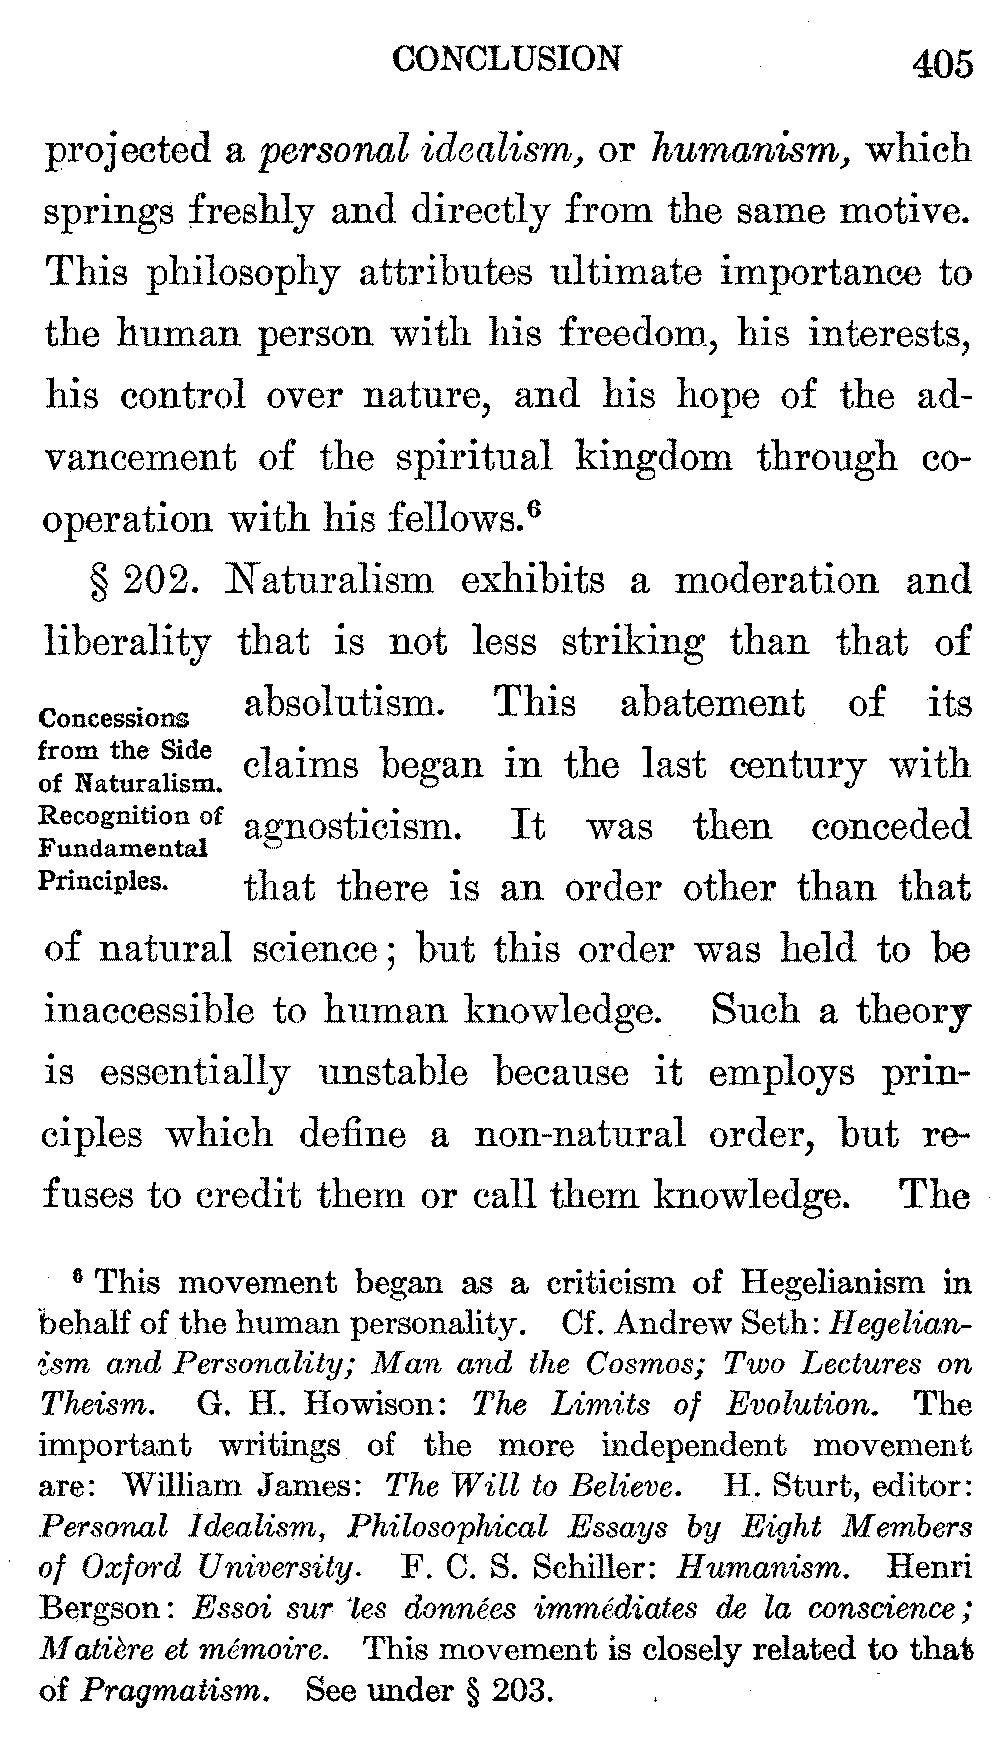 CONCLUSION 405
projected a personal idealism, or humanism, which
springs freshly and directly from the same motive.
This philosophy attributes ultimate importance to
the human person with his freedom, his interests,
his control over nature, and his hope of the ad-
vancement of the spiritual kingdom through co-
operation with his fellows.⁶
§ 202. Naturalism exhibits a moderation and
liberality that is not less striking than that of
Concessions
from the Side
of Naturalism.
Recognition of
Fundamental
Principles.
absolutism. This abatement of its
claims began in the last century with
agnosticism. It was then conceded
that there is an order other than that
of natural science; but this order was held to be
inaccessible to human knowledge. Such a theory
is essentially unstable because it employs prin-
ciples which define a non-natural order, but re-
fuses to credit them or call them knowledge. The
⁶ This movement began as a criticism of Hegelianism in
behalf of the human personality. Cf. Andrew Seth: Hegelian-
ism and Personality; Man and the Cosmos; Two Lectures on
Theism. G. H. Howison: The Limits of Evolution. The
important writings of the more independent movement
are: William James: The Will to Believe. H. Sturt, editor:
Personal Idealism, Philosophical Essays by Eight Members
of Oxford University. F. C. S. Schiller: Humanism. Henri
Bergson: Essoi sur les données immédiates de la conscience;
Matière et mémoire. This movement is closely related to that
of Pragmatism. See under § 203.